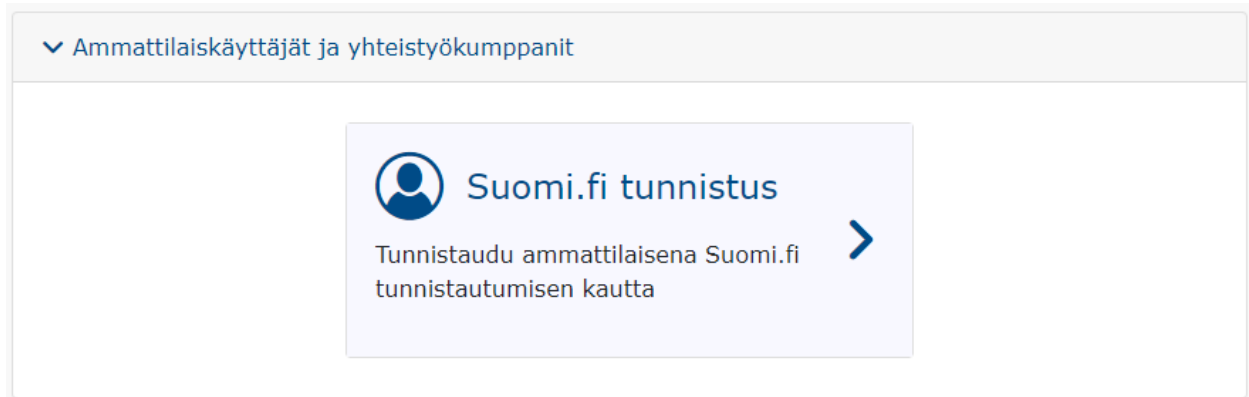 Ammattilaiskäyttäjät ja yhteistyökumppanit
Suomi.fi tunnistus
Tunnistaudu ammattilaisena Suomi.fi
tunnistautumisen kautta